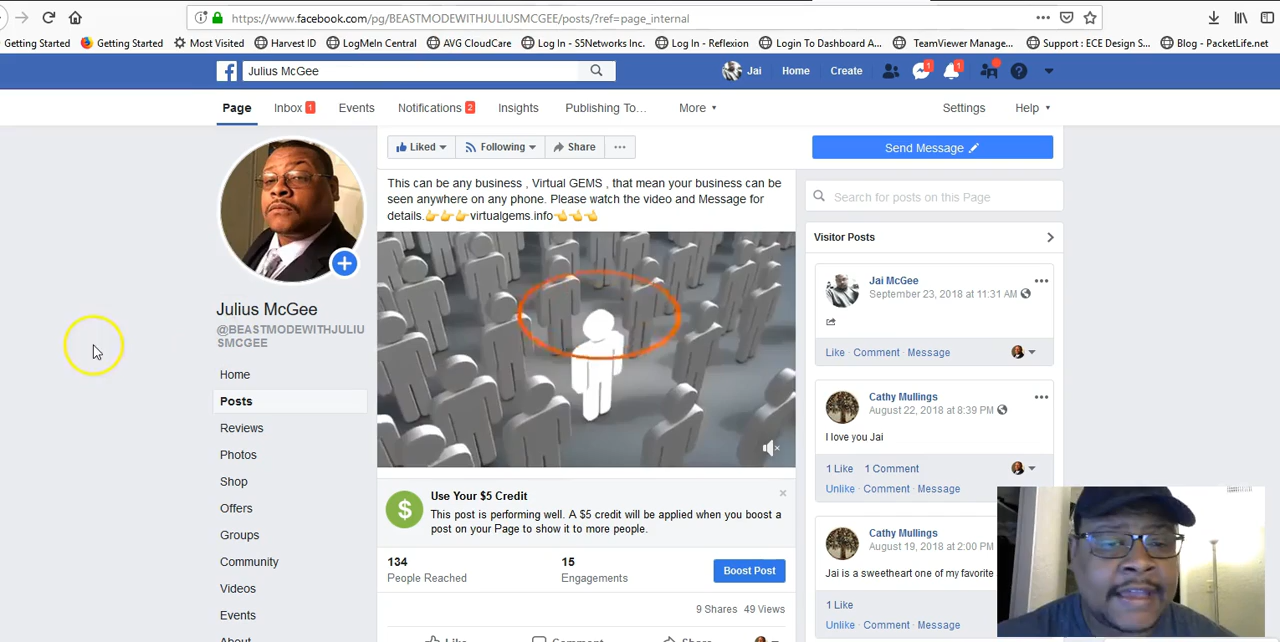 https://www.facebook.com/pg/BEASTMODEWITHJULIUSMCGEE/posts/?ref=page_internal
Getting Started Getting Started Most Visited Harvest ID LogMeIn Central AVG CloudCare Log In - S5Networks Inc. Log In - Reflexion Login To Dashboard A... TeamViewer Manage... Support : ECE Design S... Blog - PacketLife.net
Julius McGee Jai Home Create 1 1
Page Inbox 1 Events Notifications 2 Insights Publishing To... More Settings Help
Liked Following Share ... Send Message
This can be any business , Virtual GEMS , that mean your business can be
seen anywhere on any phone. Please watch the video and Message for
details.👉👉👉virtualgems.info👈👈👈
Search for posts on this Page
Visitor Posts
Jai McGee
September 23, 2018 at 11:31 AM
Like · Comment · Message
Cathy Mullings
August 22, 2018 at 8:39 PM
I love you Jai
1 Like 1 Comment
Unlike · Comment · Message
Cathy Mullings
August 19, 2018 at 2:00 PM
Jai is a sweetheart one of my favorite
1 Like
Unlike · Comment · Message
Julius McGee
@BEASTMODEWITHJULIU
SMCGEE
Home
Posts
Reviews
Photos
Shop
Offers
Groups
Community
Videos
Events
About
Use Your $5 Credit
$
This post is performing well. A $5 credit will be applied when you boost a
post on your Page to show it to more people.
134
People Reached
15
Engagements
Boost Post
9 Shares 49 Views
Like Comment Share